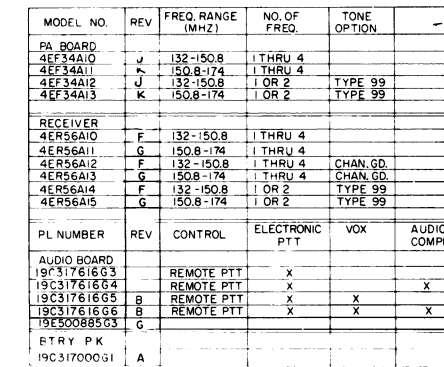 MODEL NO. REV FREQ. RANGE (MHZ) NO. OF FREQ. TONE OPTION
PA BOARD
4EF34A10 J 132-150.8 1 THRU 4
4EF34A11 150.8-174 1 THRU 4
4EF34A12 J 132-150.8 1 OR 2 TYPE 99
4EF34A13 K 150.8-174 1 OR 2 TYPE 99
RECEIVER
4ER56A10 F 132-150.8 1 THRU 4
4ER56A11 G 150.8-174 1 THRU 4
4ER56A12 F 132-150.8 1 THRU 4 CHAN. GD.
4ER56A13 G 150.8-174 1 THRU 4 CHAN. GD.
4ER56A14 F 132-150.8 1 OR 2 TYPE 99
4ER56A15 G 150.8-174 1 OR 2 TYPE 99
PL NUMBER REV CONTROL ELECTRONIC PTT VOX AUDIO COMP
AUDIO BOARD
19C317616G3 REMOTE PTT X
19C317616G4 REMOTE PTT X X
19C317616G5 B REMOTE PTT X X
19C317616G6 B REMOTE PTT X X X
19E500885G3 G
BTRY PK
19C317000G1 A